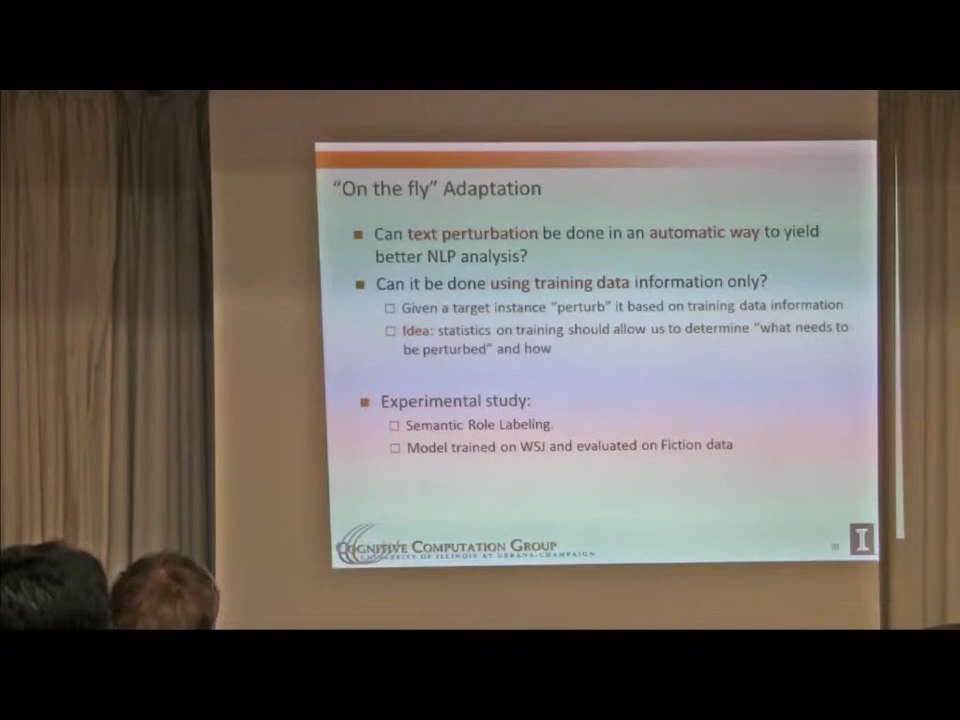 “On the fly” Adaptation
Can text perturbation be done in an automatic way to yield
better NLP analysis?
Can it be done using training data information only?
Given a target instance “perturb” it based on training data information
Idea: statistics on training should allow us to determine “what needs to
be perturbed” and how
Experimental study:
Semantic Role Labeling.
Model trained on WSJ and evaluated on Fiction data
COGNITIVE COMPUTATION GROUP
UNIVERSITY OF ILLINOIS AT URBANA-CHAMPAIGN
I